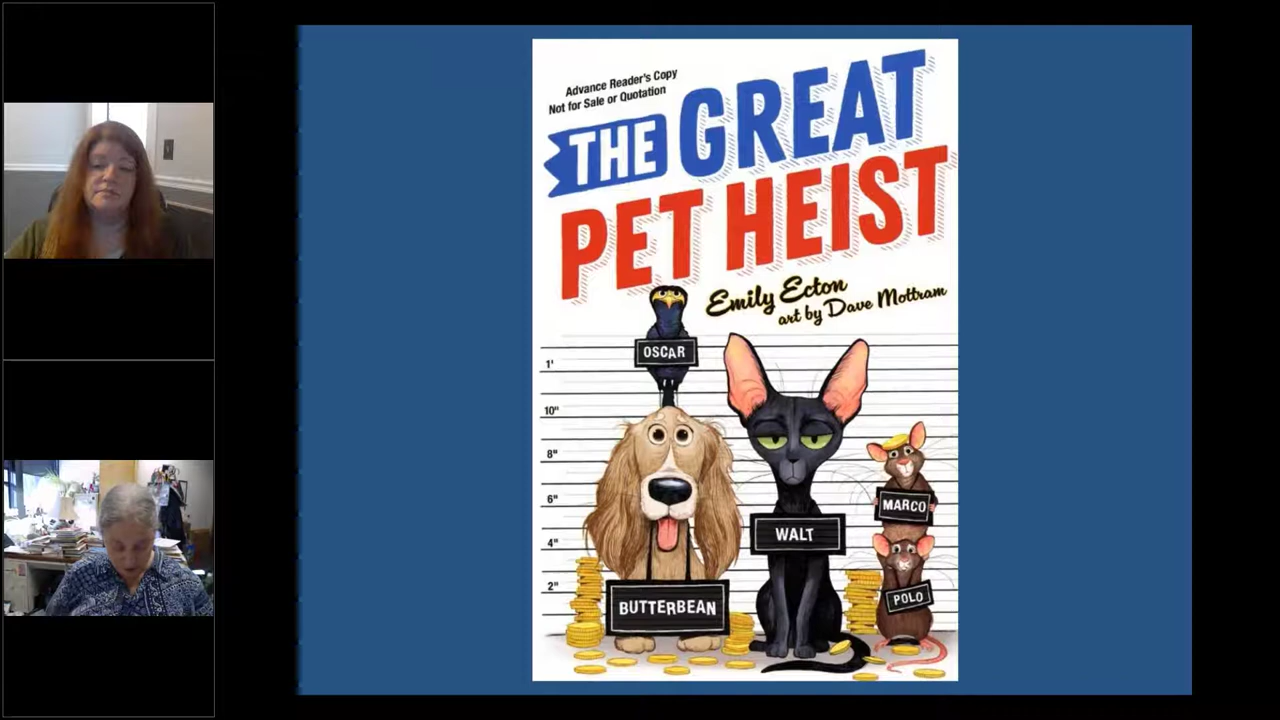 Advance Reader's Copy
Not for Sale or Quotation
THE GREAT
PET HEIST
Emily Ecton
art by Dave Mottram
OSCAR
1'
10"
8"
6"
4"
2"
MARCO
WALT
POLO
BUTTERBEAN